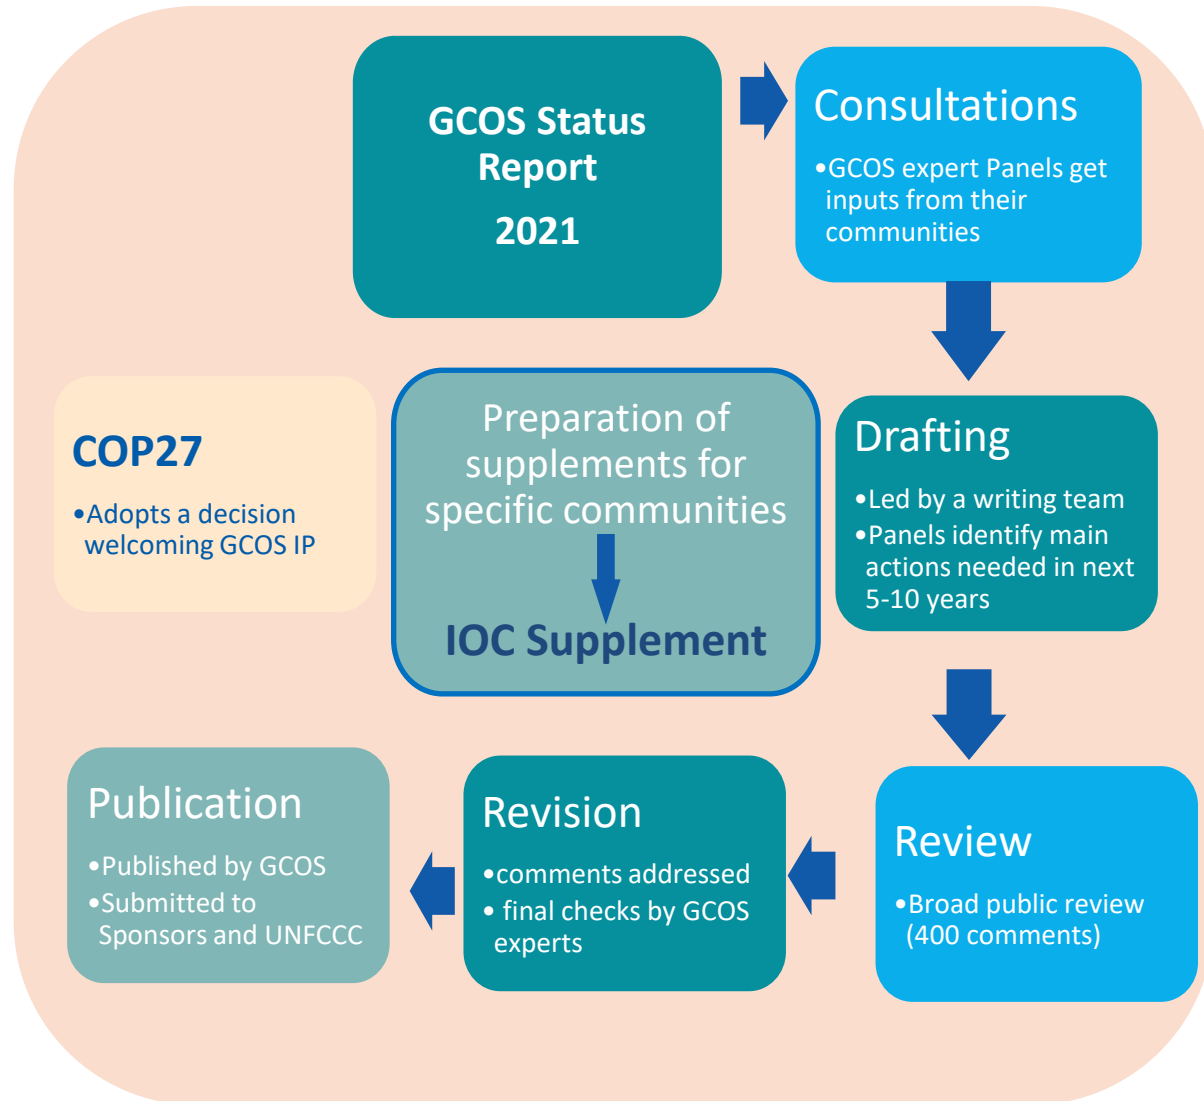 GCOS Status
Report
2021
Consultations
•GCOS expert Panels get
inputs from their
communities
Drafting
•Led by a writing team
•Panels identify main
actions needed in next
5-10 years
Review
•Broad public review
(400 comments)
Revision
•comments addressed
• final checks by GCOS
experts
Publication
•Published by GCOS
•Submitted to
Sponsors and UNFCCC
COP27
•Adopts a decision
welcoming GCOS IP
Preparation of
supplements for
specific communities
IOC Supplement